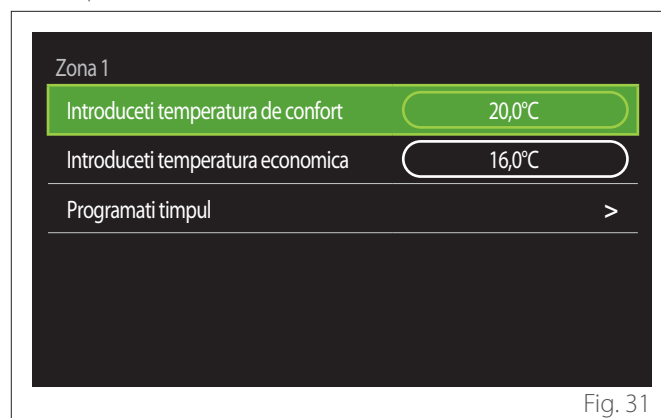 Zona 1
Introduceti temperatura de confort 20,0°C
Introduceti temperatura economica 16,0°C
Programati timpul >
Fig. 31